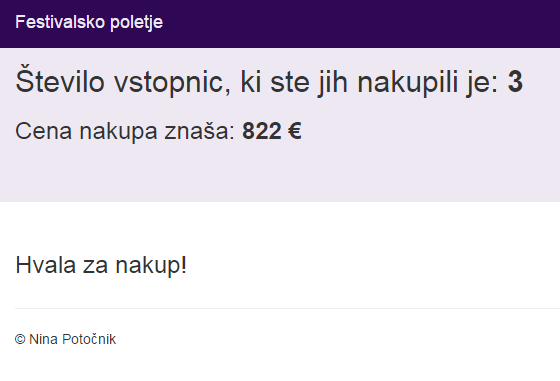 Festivalsko poletje
Število vstopnic, ki ste jih nakupili je: 3
Cena nakupa znaša: 822 €
Hvala za nakup!
© Nina Potočnik